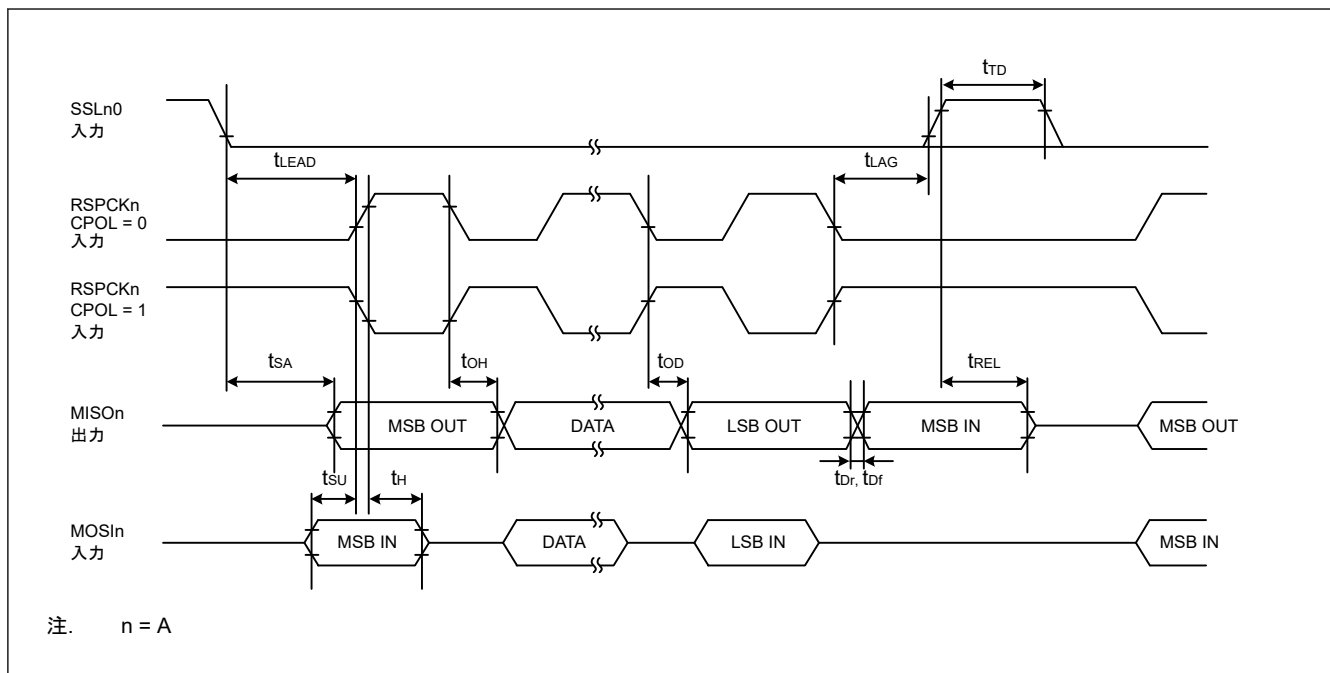 tTD
SSLn0
入力
tLEAD
tLAG
RSPCKn
CPOL = 0
入力
RSPCKn
CPOL = 1
入力
tSA
tOH
tOD
tREL
MISOn
出力
MSB OUT
DATA
LSB OUT
MSB IN
MSB OUT
tSU
tH
tDr, tDf
MOSIn
入力
MSB IN
DATA
LSB IN
MSB IN
注. n = A